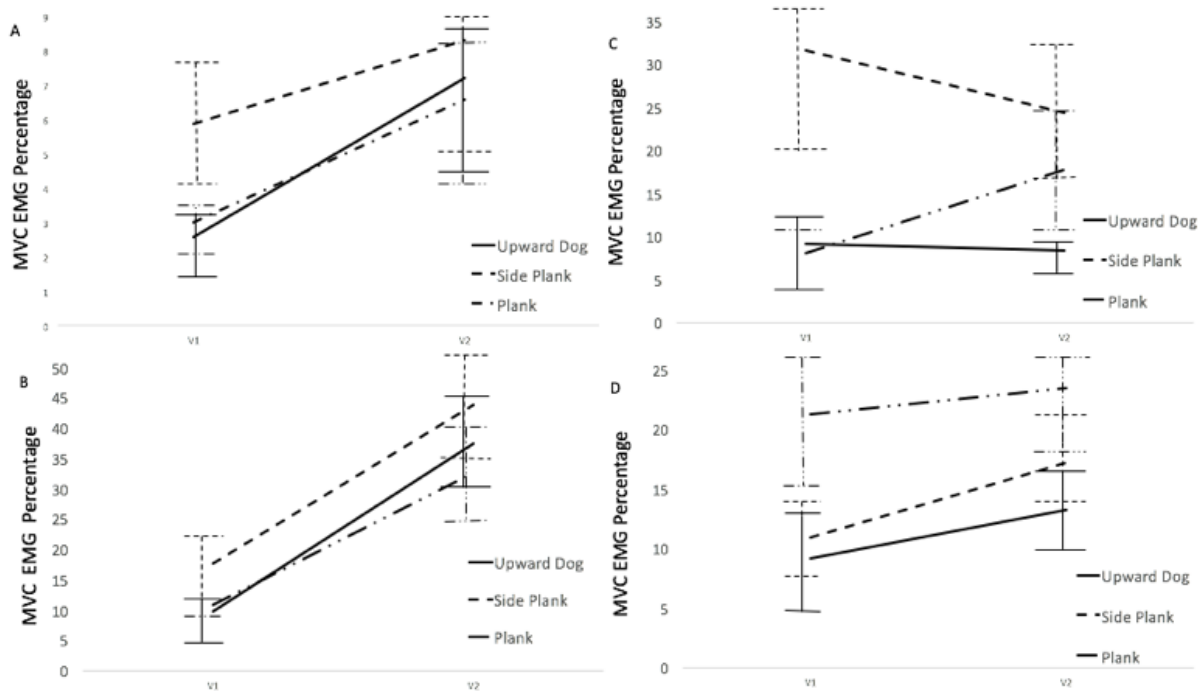 A
MVC EMG Percentage
9
8
7
6
5
4
3
2
1
0
V1
V2
Upward Dog
Side Plank
Plank
C
MVC EMG Percentage
35
30
25
20
15
10
5
0
V1
V2
Upward Dog
Side Plank
Plank
B
MVC EMG Percentage
50
45
40
35
30
25
20
15
10
5
0
V1
V2
Upward Dog
Side Plank
Plank
D
MVC EMG Percentage
25
20
15
10
5
0
V1
V2
Upward Dog
Side Plank
Plank